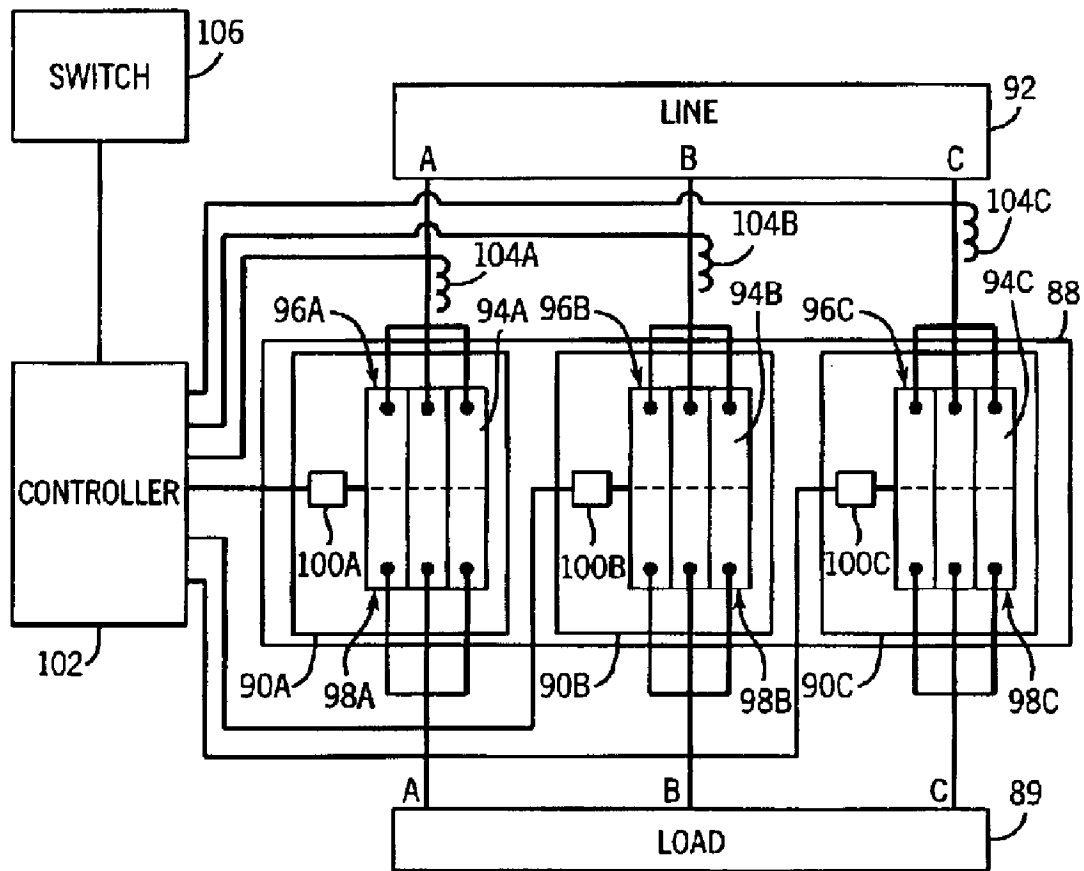 106
SWITCH
92
LINE
A B C
104C
104B
104A
96A 94A 96B 94B 96C 94C 88
CONTROLLER
100A 100B 100C
102
90A 98A 90B 98B 90C 98C
A B C 89
LOAD